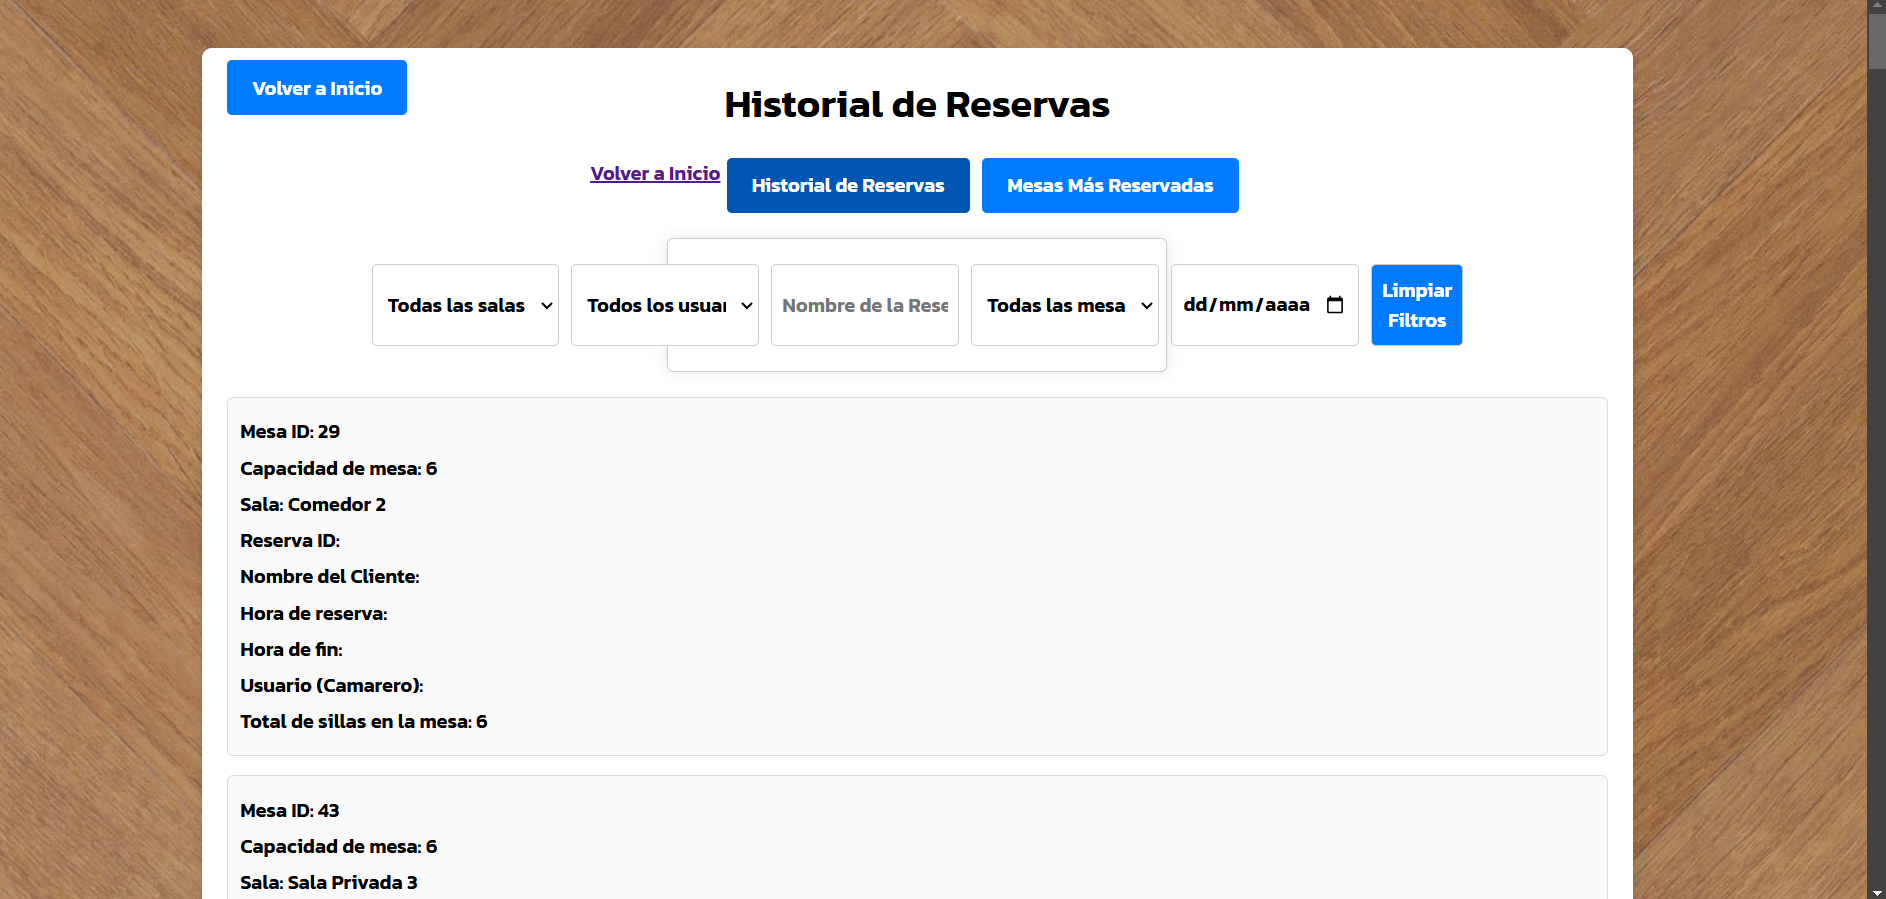 Volver a Inicio
Historial de Reservas
Volver a Inicio
Historial de Reservas
Mesas Más Reservadas
Todas las salas
Todos los usuar
Nombre de la Rese
Todas las mesa
dd/mm/aaaa
Limpiar
Filtros
Mesa ID: 29
Capacidad de mesa: 6
Sala: Comedor 2
Reserva ID:
Nombre del Cliente:
Hora de reserva:
Hora de fin:
Usuario (Camarero):
Total de sillas en la mesa: 6
Mesa ID: 43
Capacidad de mesa: 6
Sala: Sala Privada 3